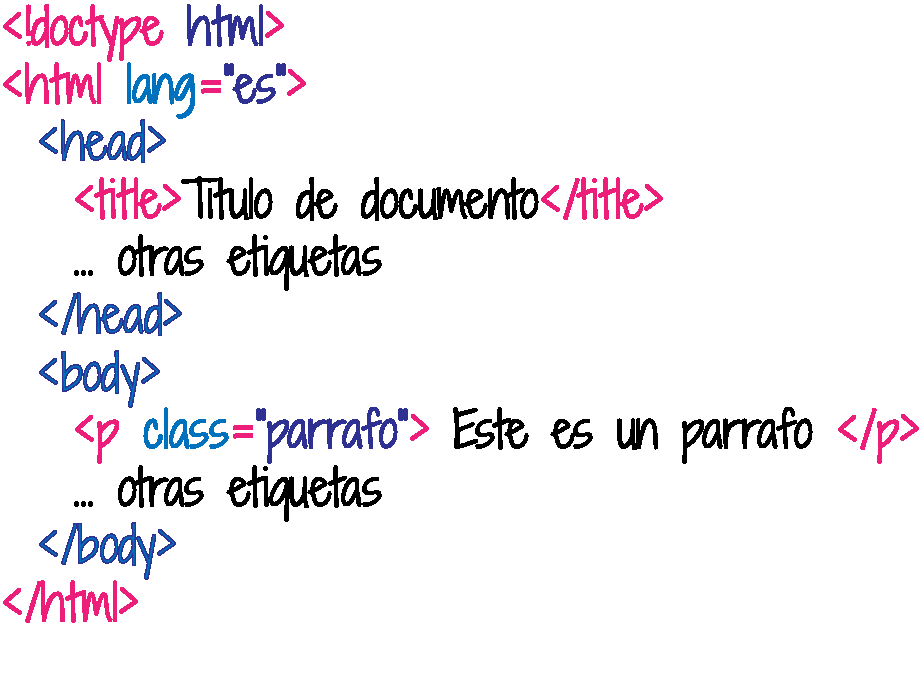 <!doctype html>
<html lang="es">
<head>
<title>Titulo de documento</title>
... otras etiquetas
</head>
<body>
<p class="parrafo"> Este es un parrafo </p>
... otras etiquetas
</body>
</html>